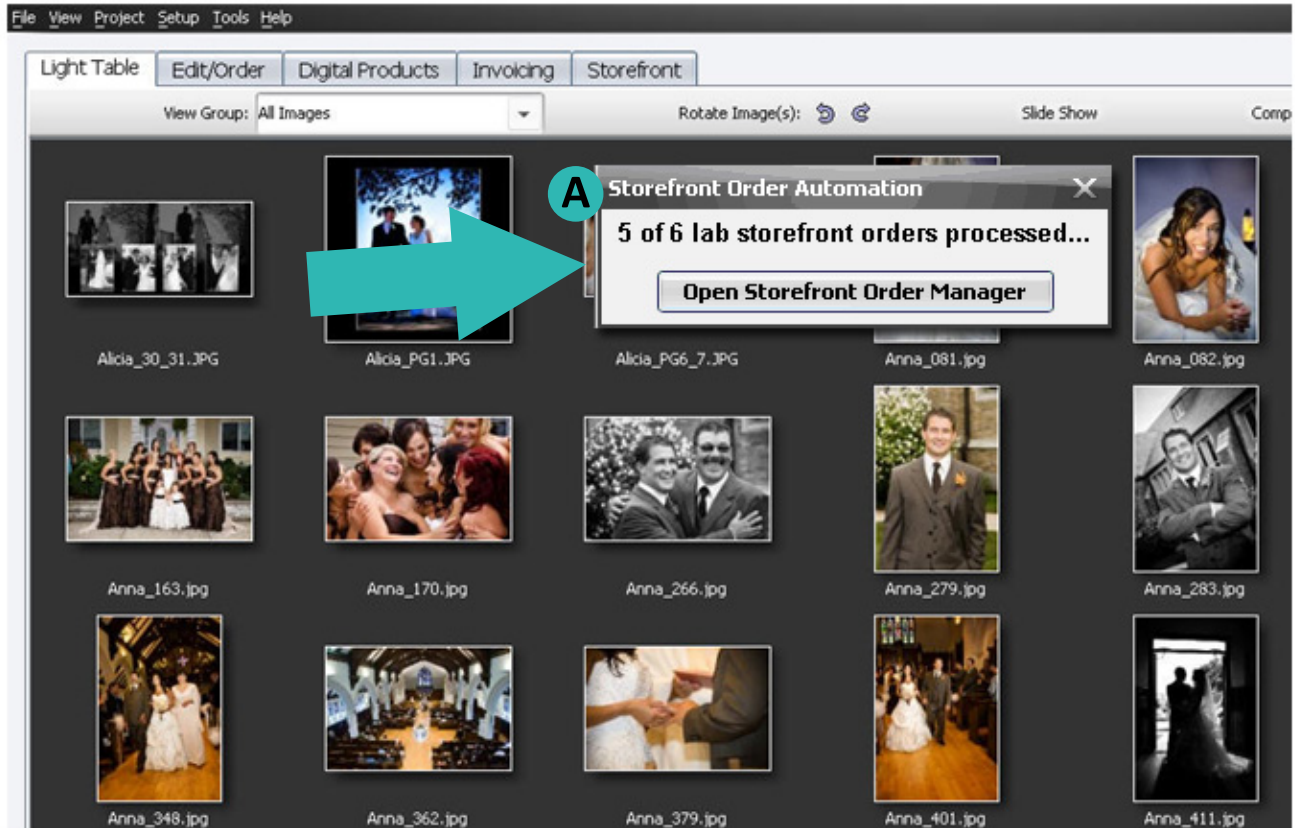 File View Project Setup Tools Help
Light Table Edit/Order Digital Products Invoicing Storefront
View Group: All Images Rotate Image(s): Slide Show Comp
A
Storefront Order Automation
5 of 6 lab storefront orders processed...
Open Storefront Order Manager
Alicia_30_31.JPG Alicia_PG1.JPG Alicia_PG6_7.JPG Anna_081.jpg Anna_082.jpg
Anna_163.jpg Anna_170.jpg Anna_266.jpg Anna_279.jpg Anna_283.jpg
Anna_348.jpg Anna_362.jpg Anna_379.jpg Anna_401.jpg Anna_411.jpg